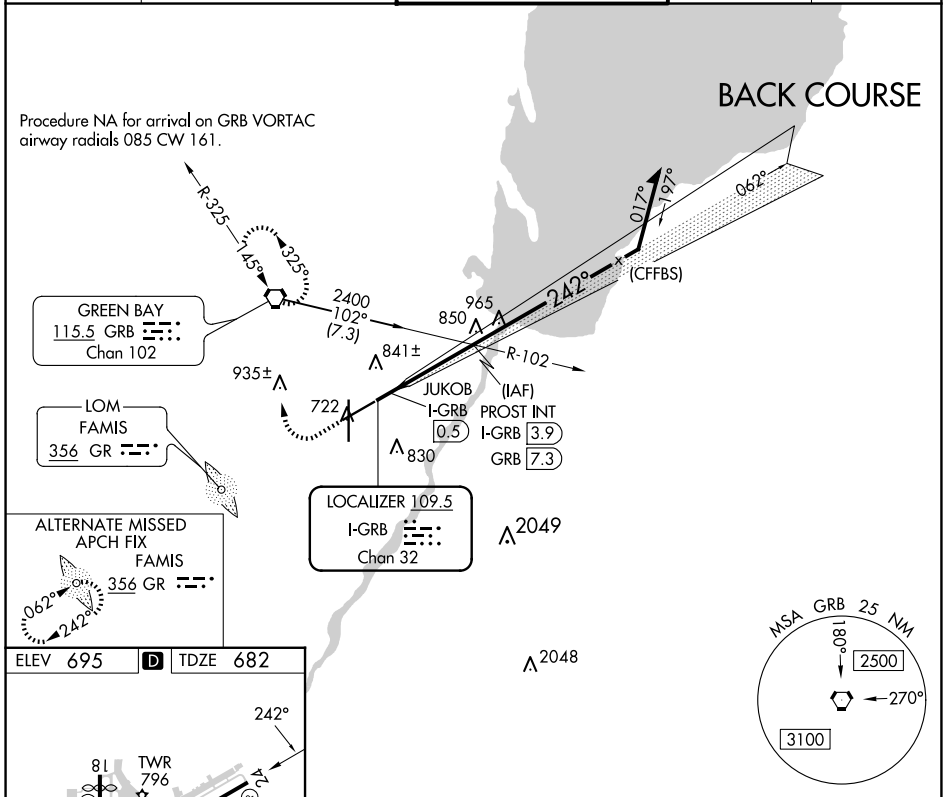 BACK COURSE
Procedure NA for arrival on GRB VORTAC
airway radials 085 CW 161.
R-325
145°
325°
017°
197°
062°
242°
(CFFBS)
GREEN BAY
115.5 GRB
Chan 102
2400
102°
(7.3)
965
850
841±
R-102
935±
722
JUKOB
I-GRB
0.5
(IAF)
PROST INT
I-GRB 3.9
GRB 7.3
830
LOM
FAMIS
356 GR
LOCALIZER 109.5
I-GRB
Chan 32
2049
ALTERNATE MISSED
APCH FIX
FAMIS
356 GR
062°
242°
2048
MSA GRB 25 NM
180°
2500
270°
3100
ELEV 695 D TDZE 682
242°
18
TWR
796
24